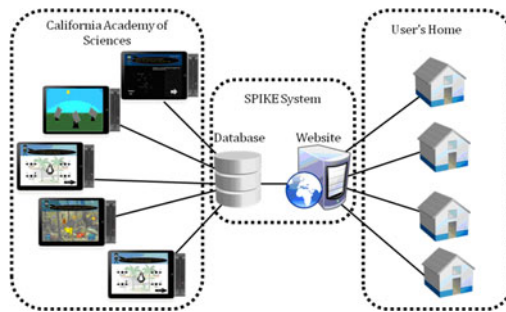 California Academy of
Sciences
SPIKE System
Database
Website
User's Home